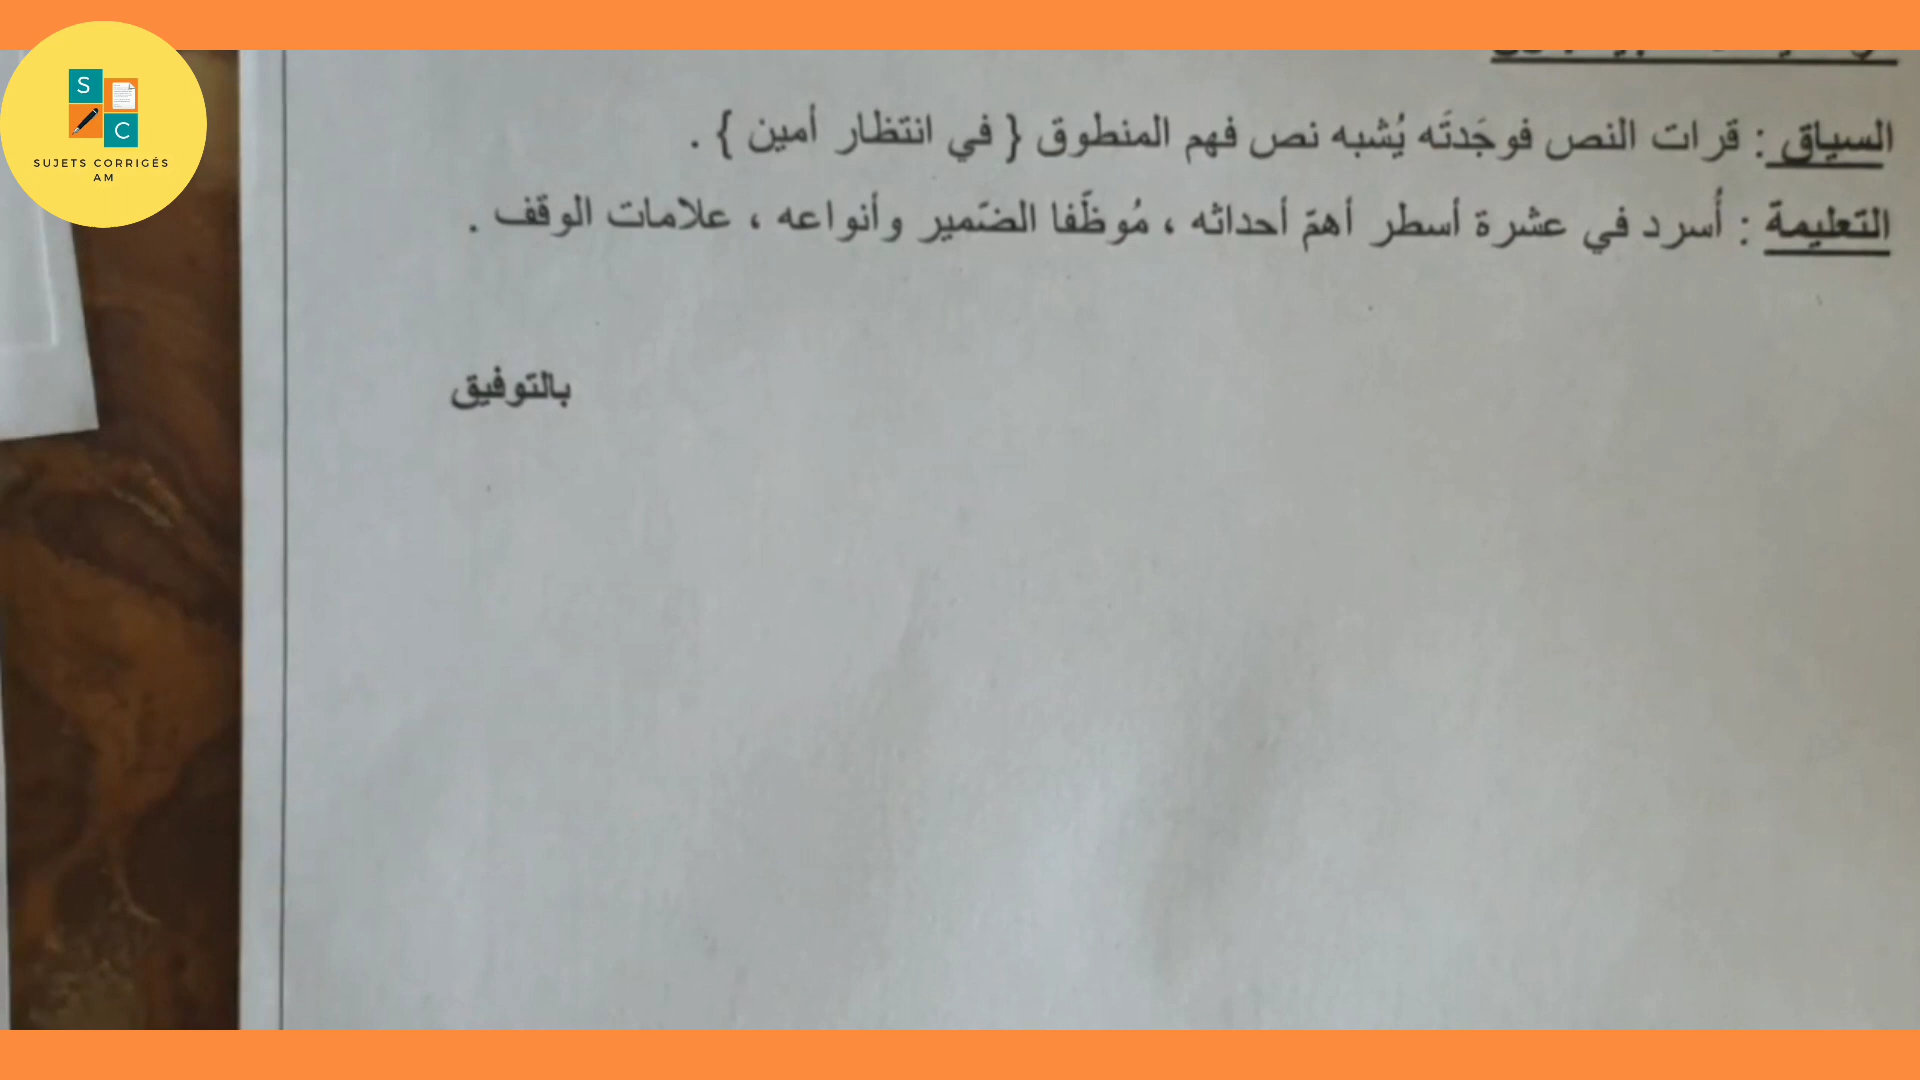 S
C
SUJETS CORRIGÉS
AM
السياق : قرات النص فوجَدتَه يُشبه نص فهم المنطوق { في انتظار أمين } .
التعليمة : أُسرد في عشرة أسطر أهمّ أحداثه ، مُوظّفا الضّمير وأنواعه ، علامات الوقف .
بالتوفيق